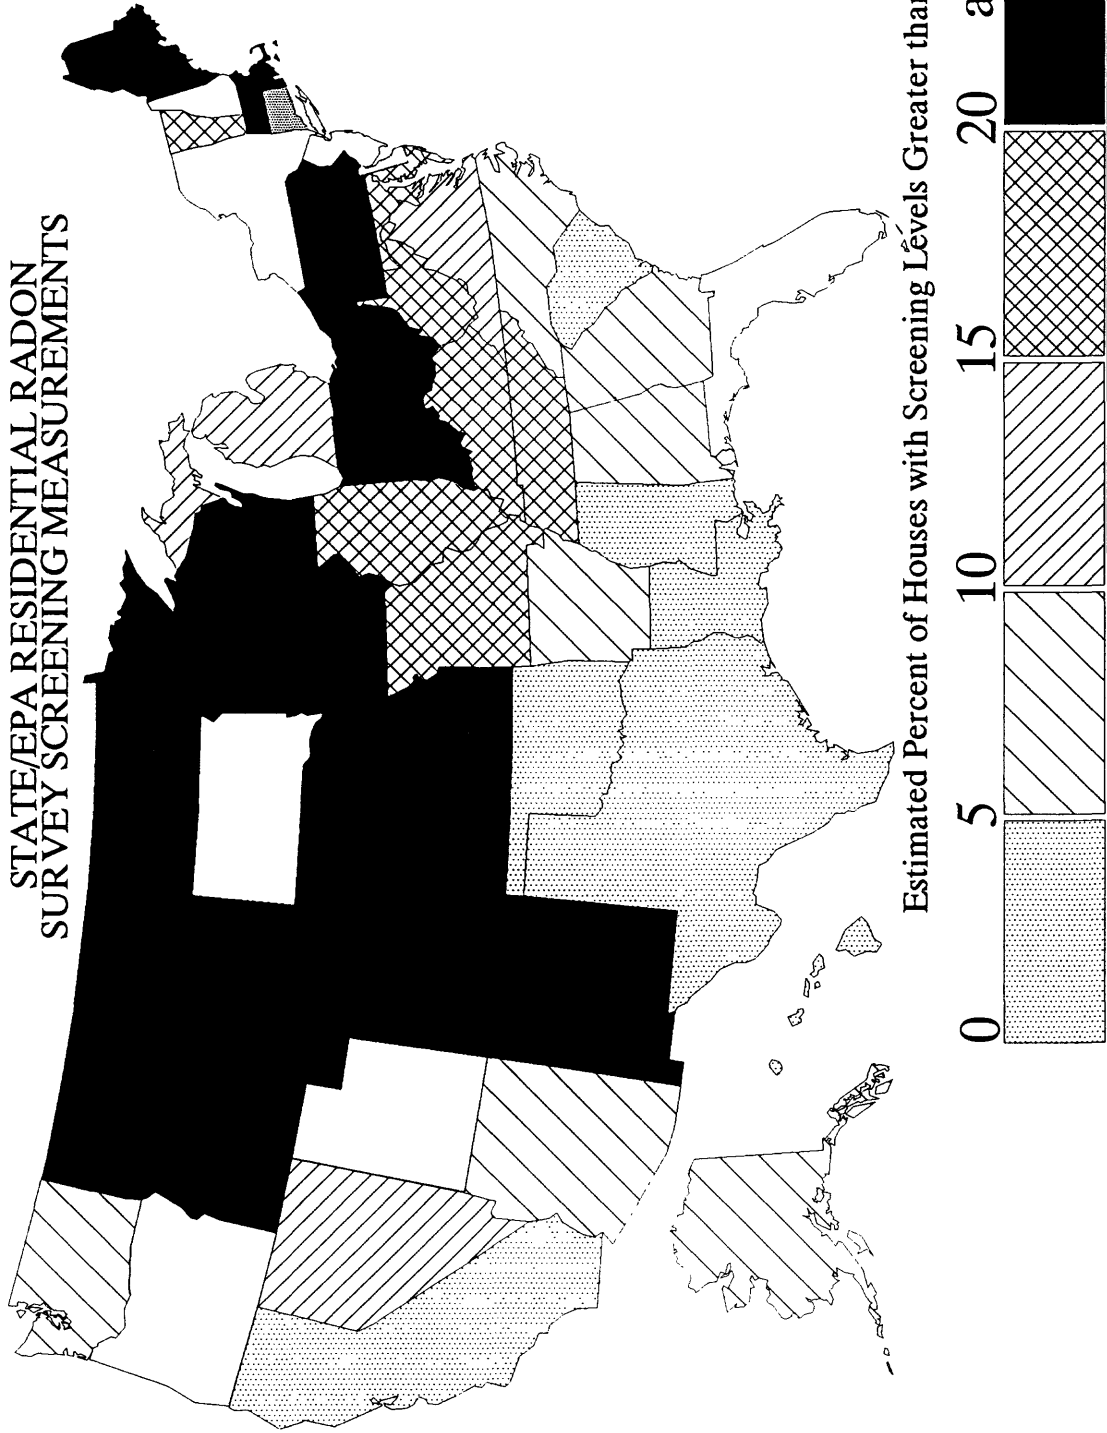 STATE/EPA RESIDENTIAL RADON
SURVEY SCREENING MEASUREMENTS
Estimated Percent of Houses with Screening Levels Greater than
0 5 10 15 20